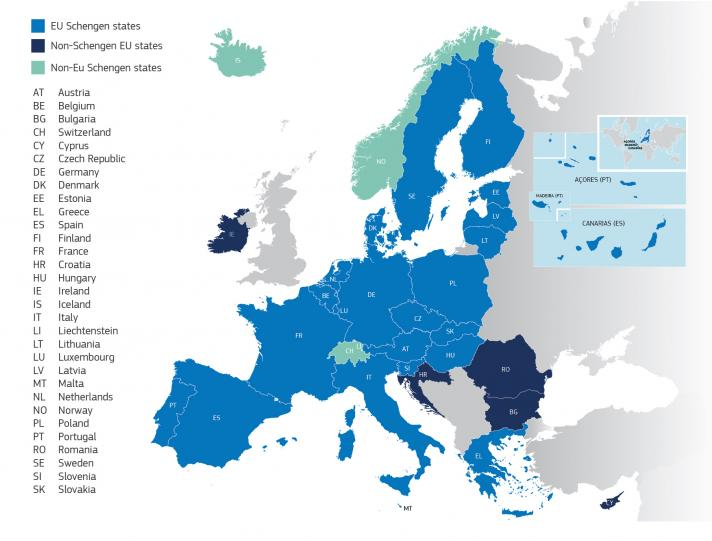 EU Schengen states
Non-Schengen EU states
Non-Eu Schengen states
AT Austria
BE Belgium
BG Bulgaria
CH Switzerland
CY Cyprus
CZ Czech Republic
DE Germany
DK Denmark
EE Estonia
EL Greece
ES Spain
FI Finland
FR France
HR Croatia
HU Hungary
IE Ireland
IS Iceland
IT Italy
LI Liechtenstein
LT Lithuania
LU Luxembourg
LV Latvia
MT Malta
NL Netherlands
NO Norway
PL Poland
PT Portugal
RO Romania
SE Sweden
SI Slovenia
SK Slovakia
IS
FI
NO
SE
EE
LV
LT
DK
IE
NL
BE
LU
DE
PL
CZ
SK
FR
CH
LI
AT
HU
SI
HR
IT
RO
BG
PT
ES
EL
MT
CY
AÇORES (PT)
MADEIRA (PT)
CANARIAS (ES)